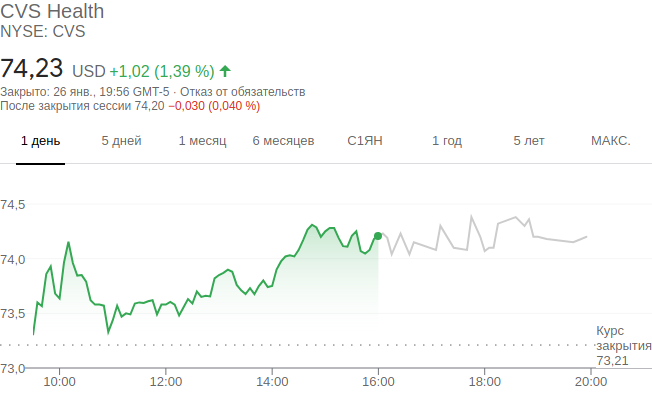 CVS Health
NYSE: CVS
74,23 USD +1,02 (1,39 %)
Закрыто: 26 янв., 19:56 GMT-5 · Отказ от обязательств
После закрытия сессии 74,20 −0,030 (0,040 %)
1 день 5 дней 1 месяц 6 месяцев С1ЯН 1 год 5 лет МАКС.
74,5
74,0
73,5
Курс
закрытия
73,21
73,0
10:00 12:00 14:00 16:00 18:00 20:00